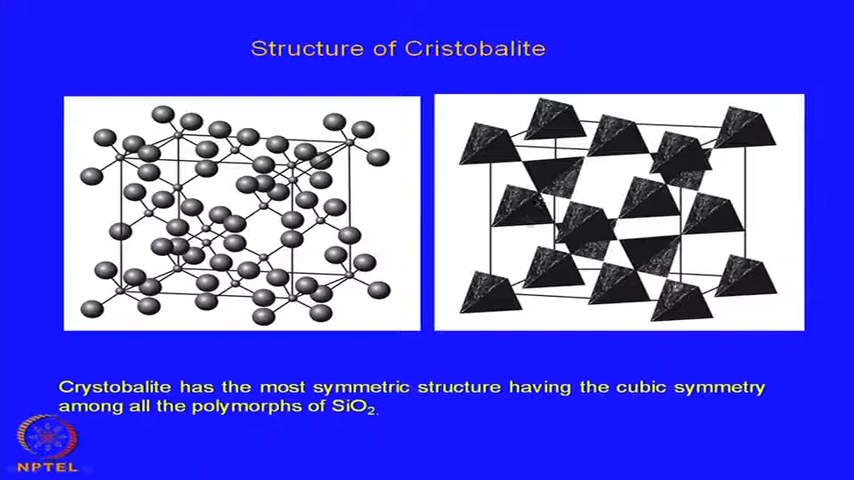 Structure of Cristobalite
Crystobalite has the most symmetric structure having the cubic symmetry
among all the polymorphs of SiO₂.
NPTEL